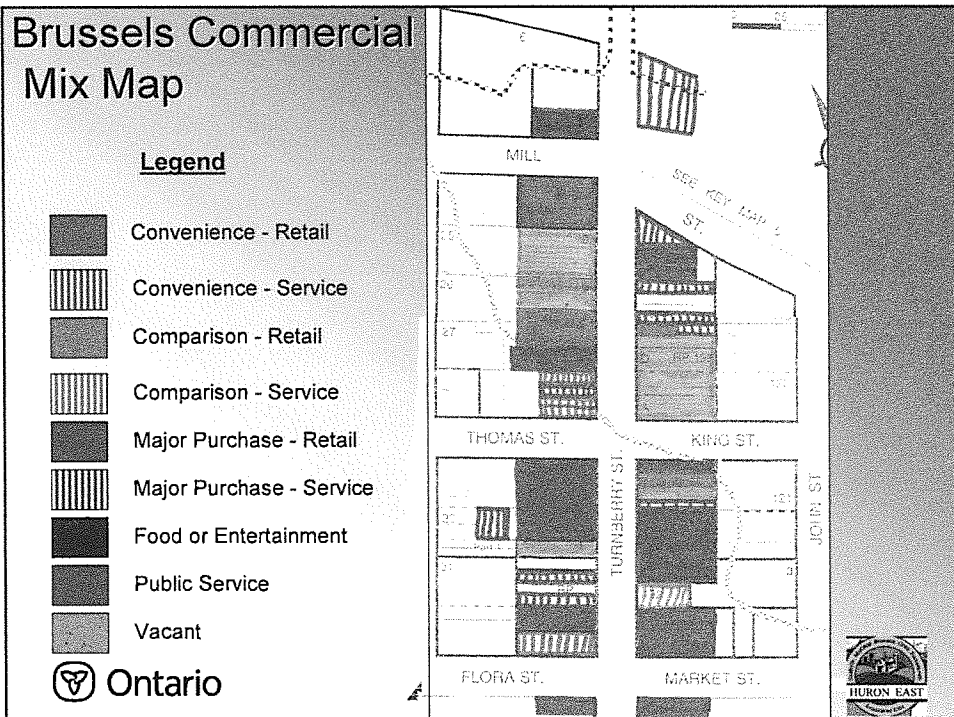 Brussels Commercial
Mix Map
Legend
Convenience - Retail
Convenience - Service
Comparison - Retail
Comparison - Service
Major Purchase - Retail
Major Purchase - Service
Food or Entertainment
Public Service
Vacant
Ontario
6
MILL
SEE KEY MAP
ST.
27
THOMAS ST.
KING ST.
TURNBERRY ST.
JOHN ST
FLORA ST.
MARKET ST.
HURON EAST